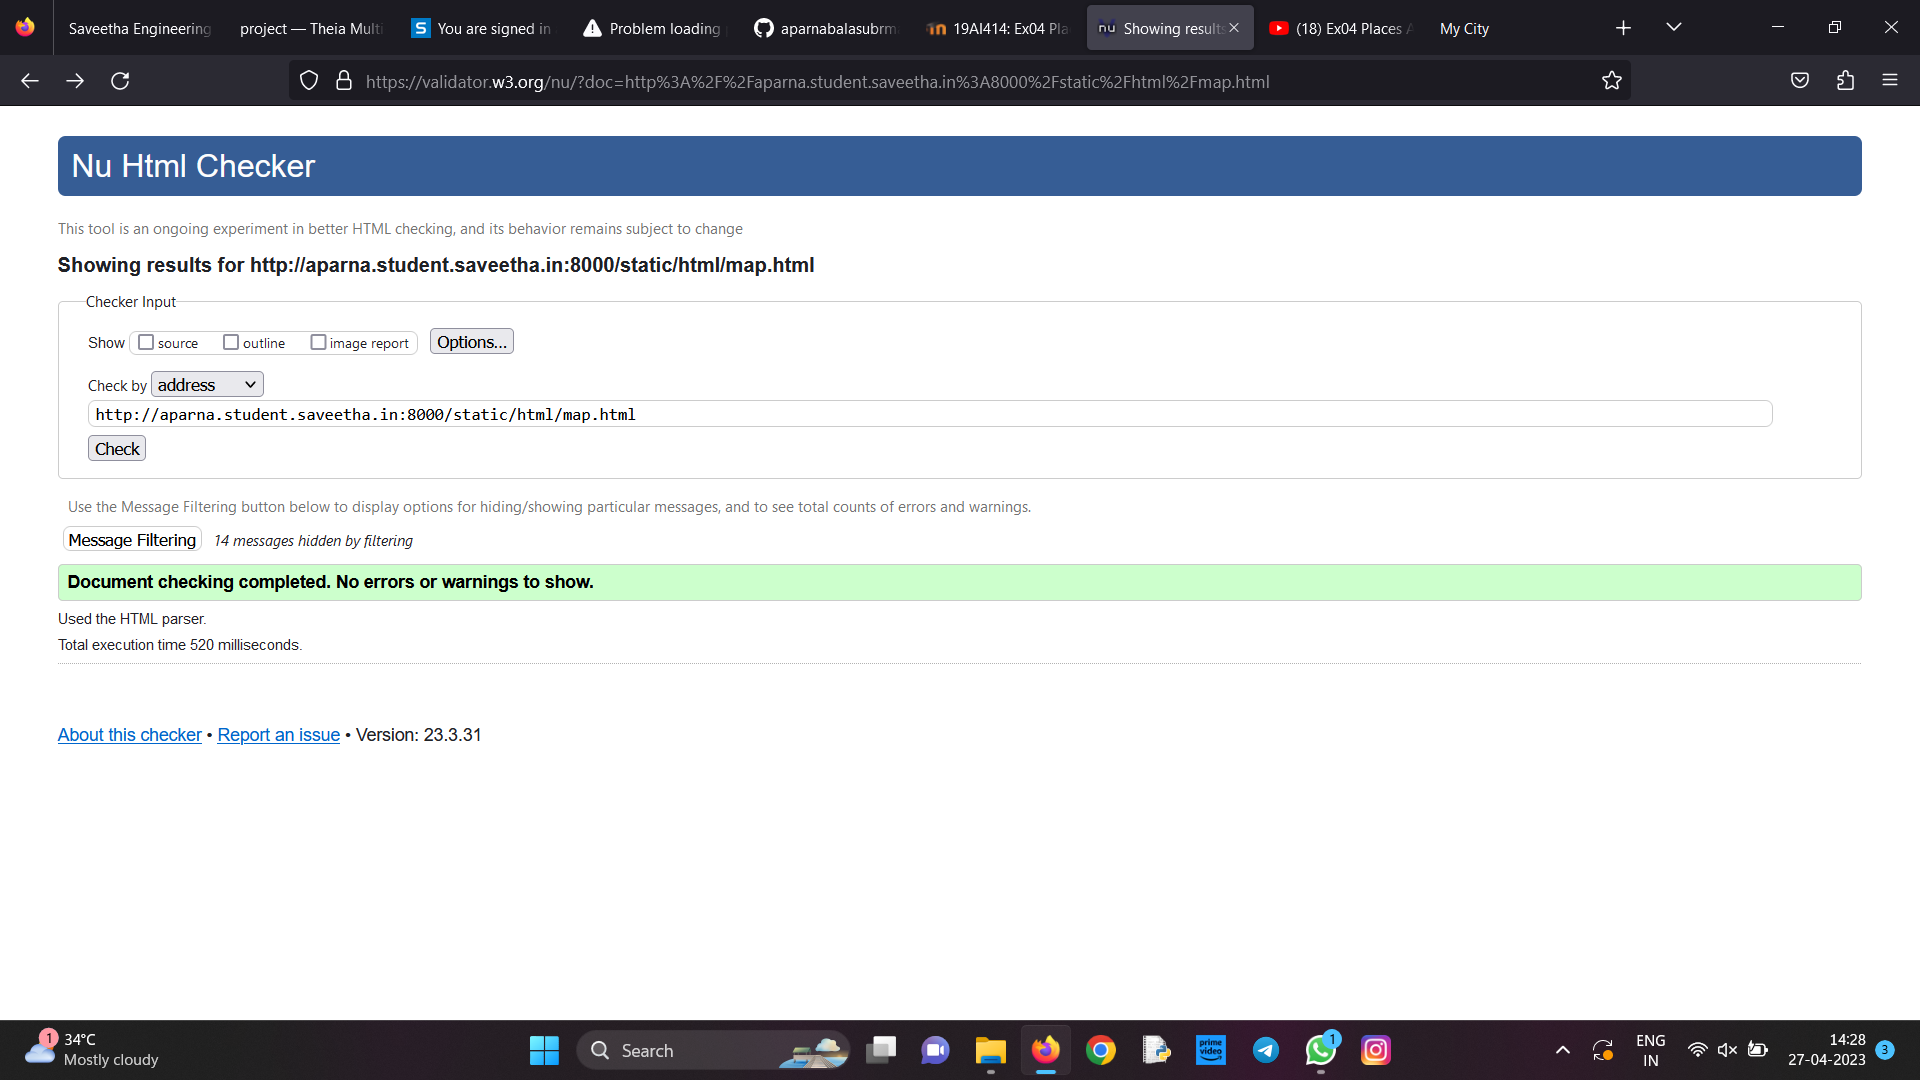 Saveetha Engineering
project — Theia Multi
You are signed in
Problem loading
aparnabalasubrm
19AI414: Ex04 Pla
nu Showing results
(18) Ex04 Places A
My City
https://validator.w3.org/nu/?doc=http%3A%2F%2Faparna.student.saveetha.in%3A8000%2Fstatic%2Fhtml%2Fmap.html
Nu Html Checker
This tool is an ongoing experiment in better HTML checking, and its behavior remains subject to change
Showing results for http://aparna.student.saveetha.in:8000/static/html/map.html
Checker Input
Show source outline image report Options...
Check by address
http://aparna.student.saveetha.in:8000/static/html/map.html
Check
Use the Message Filtering button below to display options for hiding/showing particular messages, and to see total counts of errors and warnings.
Message Filtering 14 messages hidden by filtering
Document checking completed. No errors or warnings to show.
Used the HTML parser.
Total execution time 520 milliseconds.
About this checker • Report an issue • Version: 23.3.31
1
34°C
Mostly cloudy
Search
prime video
1
ENG
IN
14:28
27-04-2023
3